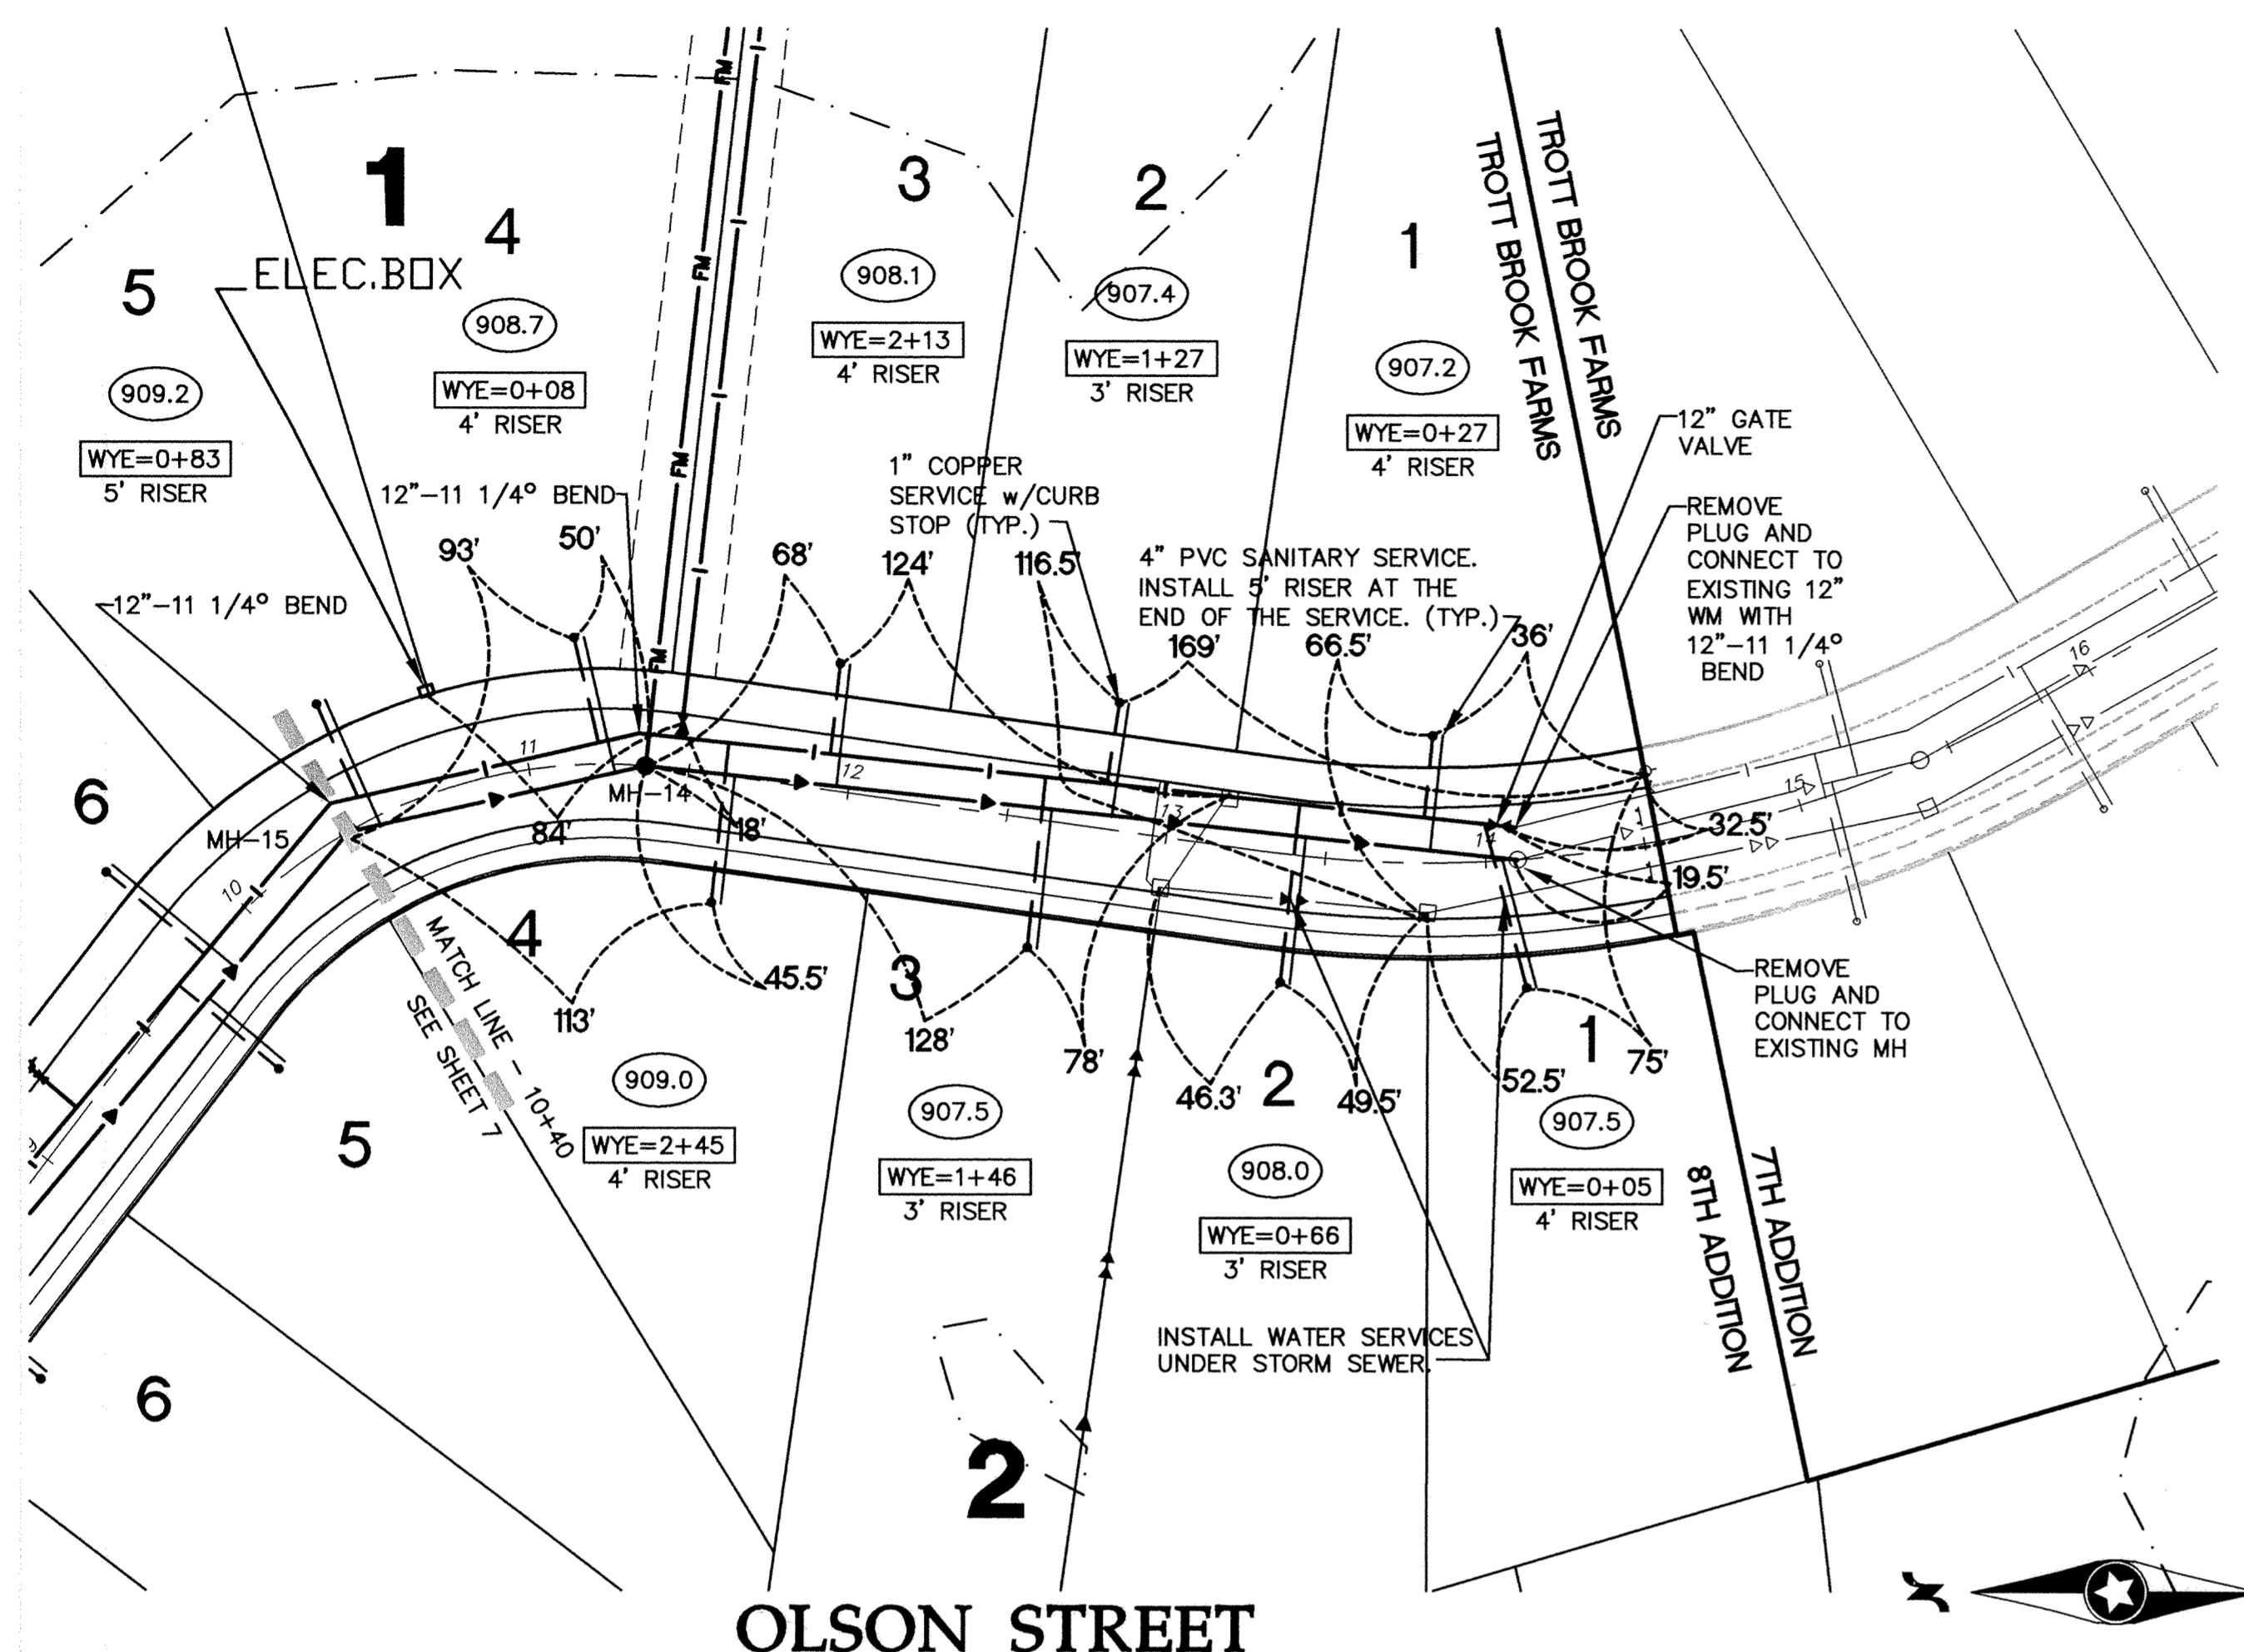 1
4
3
2
1
5
ELEC.BOX
908.7
WYE=0+08
4' RISER
908.1
WYE=2+13
4' RISER
907.4
WYE=1+27
3' RISER
907.2
WYE=0+27
4' RISER
909.2
WYE=0+83
5' RISER
FM
FM
FM
FM
TROTT BROOK FARMS
TROTT BROOK FARMS
12" GATE
VALVE
REMOVE
PLUG AND
CONNECT TO
EXISTING 12"
WM WITH
12"-11 1/4° BEND
12"-11 1/4°
BEND
1" COPPER
SERVICE w/CURB
STOP (TYP.)
4" PVC SANITARY SERVICE.
INSTALL 5' RISER AT THE
END OF THE SERVICE. (TYP.)
12"-11 1/4° BEND
93'
50'
68'
124'
116.5'
169'
66.5'
36'
6
MH-15
MH-14
10
11
12
13
14
15
16
9
84'
18'
32.5'
19.5'
MATCH LINE - 10+40
SEE SHEET 7
4
3
2
1
113'
45.5'
128'
78'
46.3'
49.5'
52.5'
75'
REMOVE
PLUG AND
CONNECT TO
EXISTING MH
5
909.0
WYE=2+45
4' RISER
907.5
WYE=1+46
3' RISER
908.0
WYE=0+66
3' RISER
907.5
WYE=0+05
4' RISER
7TH ADDITION
8TH ADDITION
INSTALL WATER SERVICES
UNDER STORM SEWER.
6
2
N
OLSON STREET